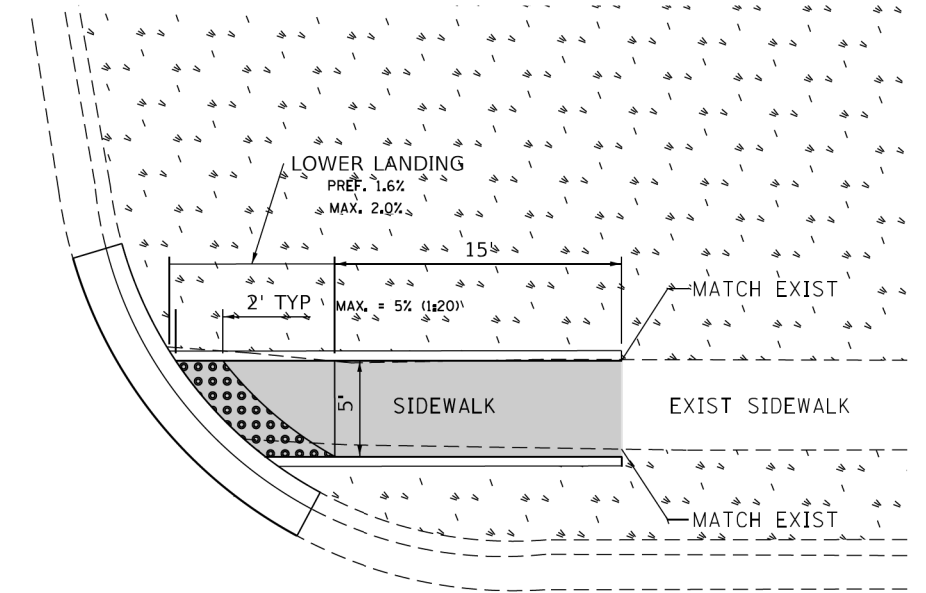 LOWER LANDING
PREF. 1.6%
MAX. 2.0%
15'
MATCH EXIST
2' TYP
MAX. = 5% (1:20)
5'
SIDEWALK
EXIST SIDEWALK
MATCH EXIST